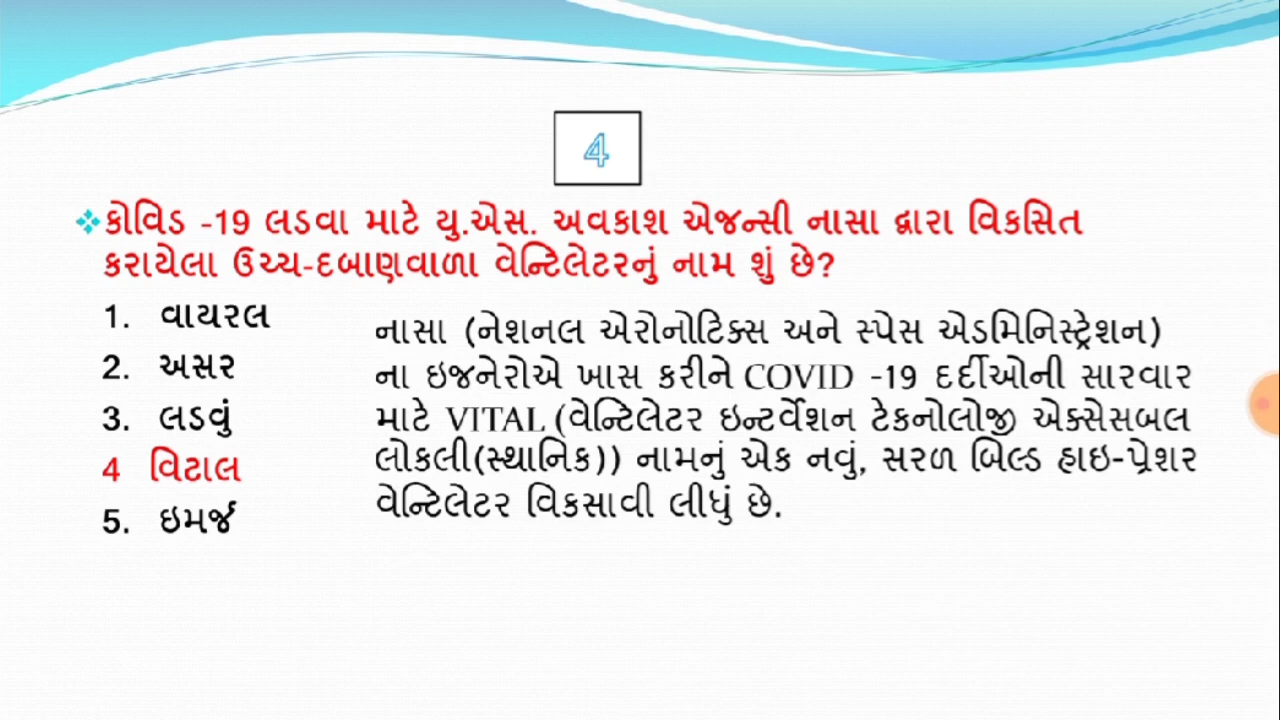 4
❖કોવિડ -19 લડવા માટે યુ.એસ. અવકાશ એજન્સી નાસા દ્વારા વિકસિત
કરાયેલા ઉચ્ચ-દબાણવાળા વેન્ટિલેટરનું નામ શું છે?
1. વાયરલ
2. અસર
3. લડવું
4 વિટાલ
5. ઇમર્જ
નાસા (નેશનલ એરોનોટિક્સ અને સ્પેસ એડમિનિસ્ટ્રેશન)
ના ઇજનેરોએ ખાસ કરીને COVID -19 દર્દીઓની સારવાર
માટે VITAL (વેન્ટિલેટર ઇન્ટર્વેશન ટેકનોલોજી એક્સેસબલ
લોકલી(સ્થાનિક)) નામનું એક નવું, સરળ બિલ્ડ હાઇ-પ્રેશર
વેન્ટિલેટર વિકસાવી લીધું છે.